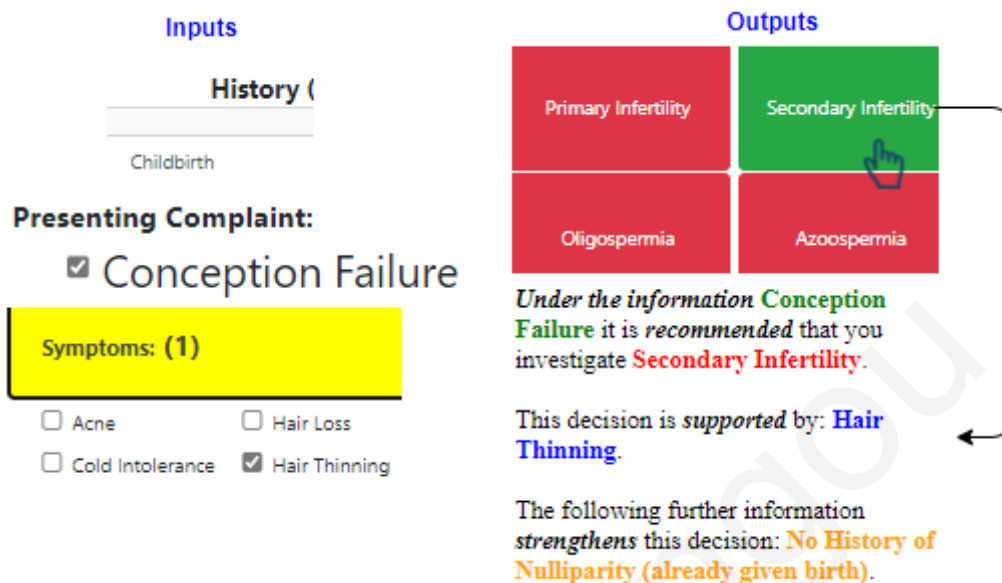 Inputs
History (
Childbirth
Presenting Complaint:
Conception Failure
Symptoms: (1)
Acne
Hair Loss
Cold Intolerance
Hair Thinning
Outputs
Primary Infertility
Secondary Infertility
Oligospermia
Azoospermia
Under the information Conception
Failure it is recommended that you
investigate Secondary Infertility.
This decision is supported by: Hair
Thinning.
The following further information
strengthens this decision: No History of
Nulliparity (already given birth).